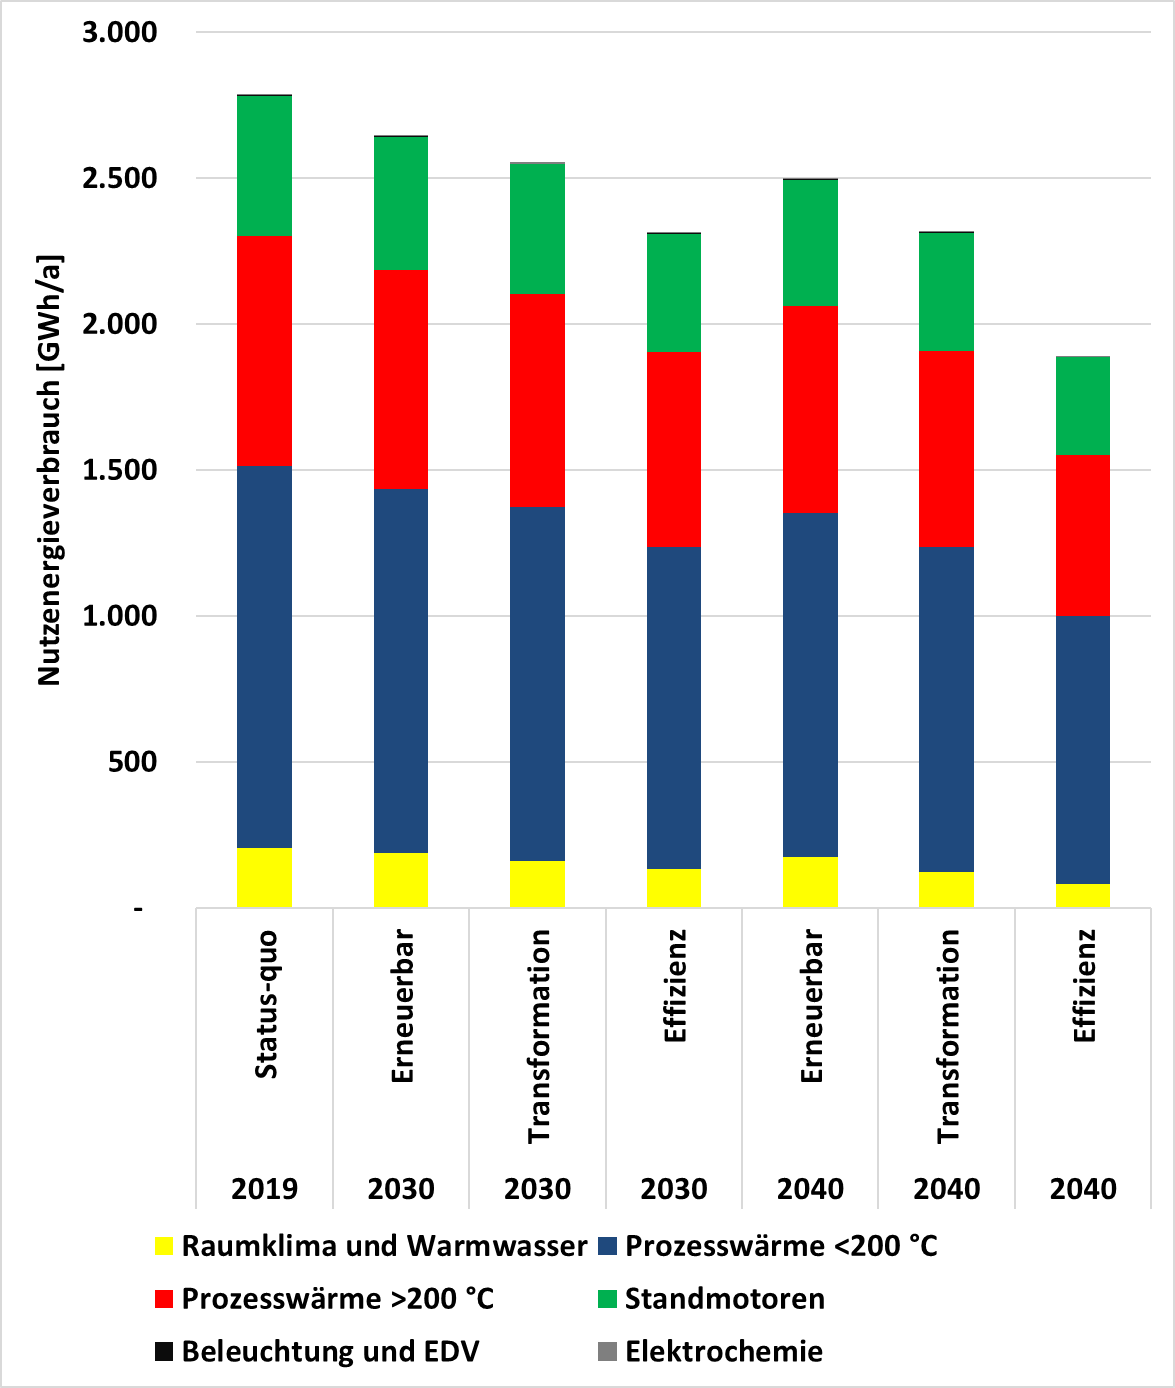 3.000
2.500
2.000
1.500
1.000
500
-
Nutzenergieverbrauch [GWh/a]
Status-quo
Erneuerbar
Transformation
Effizienz
Erneuerbar
Transformation
Effizienz
2019 2030 2030 2030 2040 2040 2040
Raumklima und Warmwasser Prozesswärme <200 °C
Prozesswärme >200 °C Standmotoren
Beleuchtung und EDV Elektrochemie